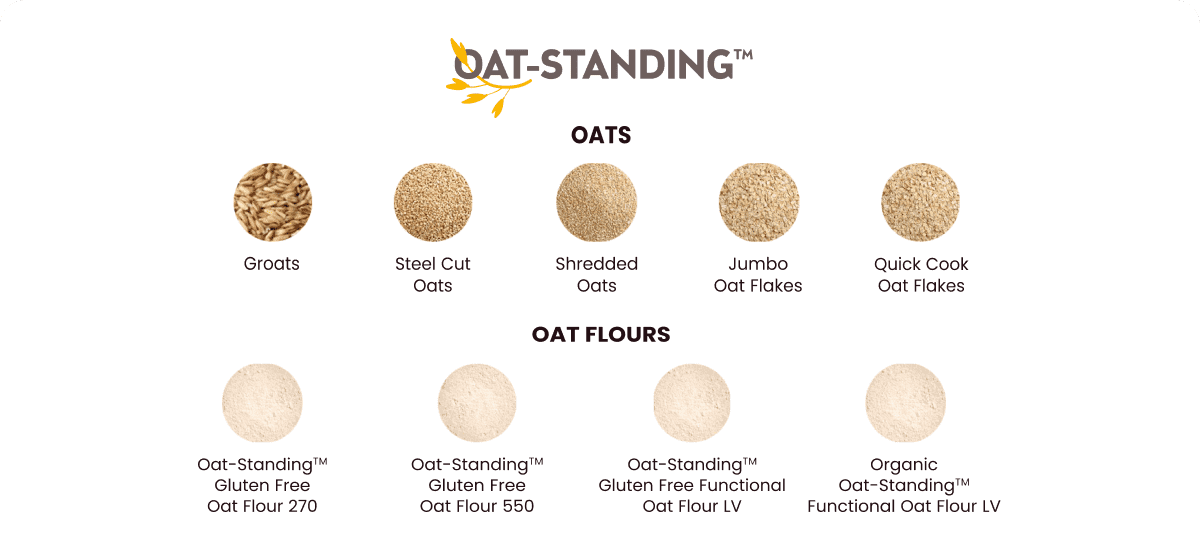 OAT-STANDING™
OATS
Groats
Steel Cut
Oats
Shredded
Oats
Jumbo
Oat Flakes
Quick Cook
Oat Flakes
OAT FLOURS
Oat-Standing™
Gluten Free
Oat Flour 270
Oat-Standing™
Gluten Free
Oat Flour 550
Oat-Standing™
Gluten Free Functional
Oat Flour LV
Organic
Oat-Standing™
Functional Oat Flour LV